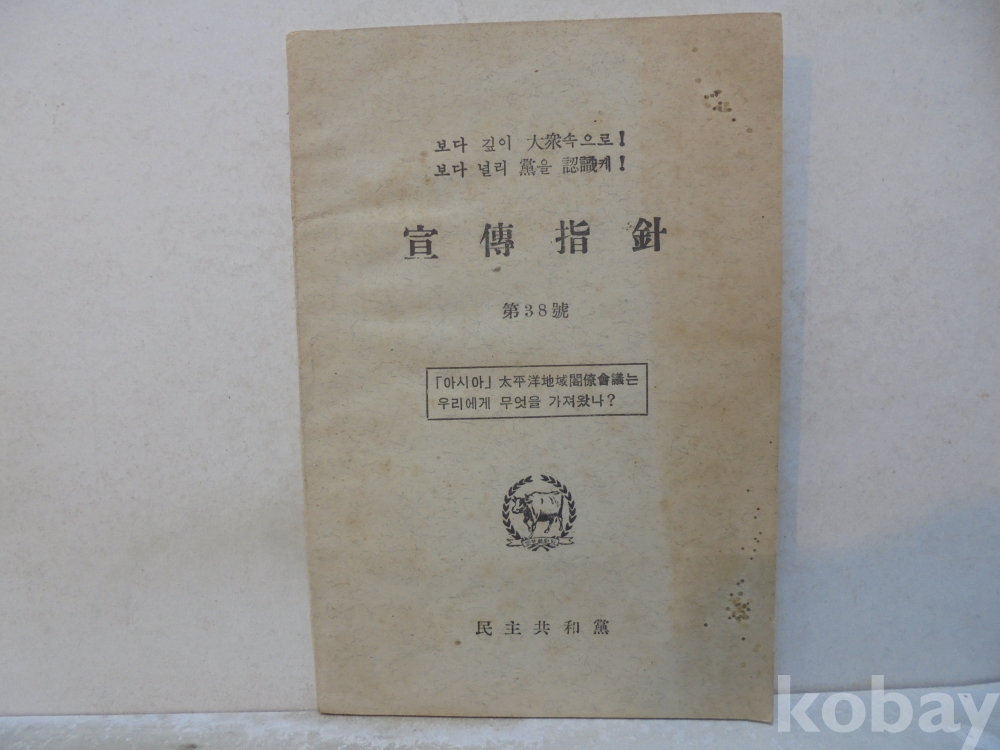 보다 깊이 大衆속으로!
보다 널리 黨을 認識케!
宣傳指針
第38號
「아시아」 太平洋地域閣僚會議는
우리에게 무엇을 가져왔나?
民主共和黨
kobay